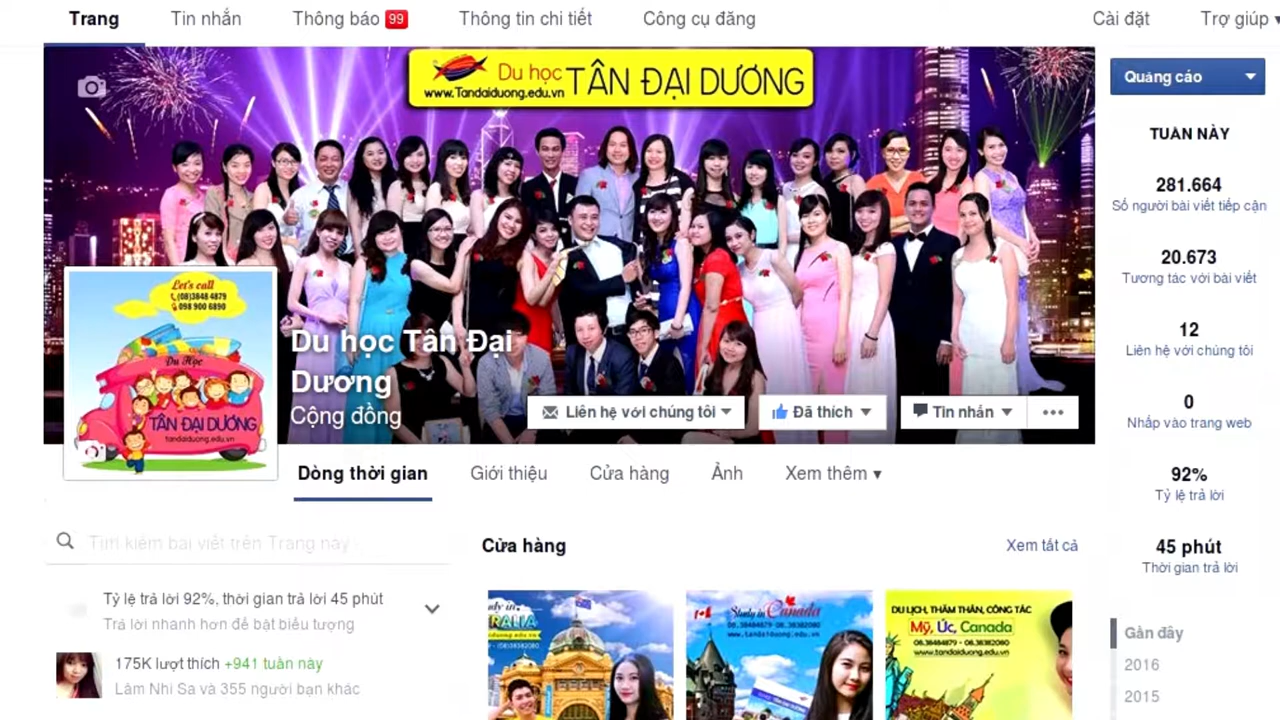 Trang Tin nhắn Thông báo 99 Thông tin chi tiết Công cụ đăng Cài đặt Trợ giúp
Du học TÂN ĐẠI DƯƠNG
www.Tandaiduong.edu.vn
Let's call
(08)3848 4879
098 900 6890
Du Học
TÂN ĐẠI DƯƠNG
tandaiduong.edu.vn
Du học Tân Đại
Dương
Cộng đồng
Liên hệ với chúng tôi Đã thích Tin nhắn
Dòng thời gian Giới thiệu Cửa hàng Ảnh Xem thêm
Tìm kiếm bài viết trên Trang này
Tỷ lệ trả lời 92%, thời gian trả lời 45 phút
Trả lời nhanh hơn để bật biểu tượng
175K lượt thích +941 tuần này
Lâm Nhi Sa và 355 người bạn khác
Cửa hàng Xem tất cả
Study in Canada
08.38484879 - 08.38382080
www.tandaiduong.edu.vn
DU LỊCH, THĂM THÂN, CÔNG TÁC
Mỹ, Úc, Canada
www.tandaiduong.edu.vn
Quảng cáo
TUẦN NÀY
281.664
Số người bài viết tiếp cận
20.673
Tương tác với bài viết
12
Liên hệ với chúng tôi
0
Nhấp vào trang web
92%
Tỷ lệ trả lời
45 phút
Thời gian trả lời
Gần đây
2016
2015